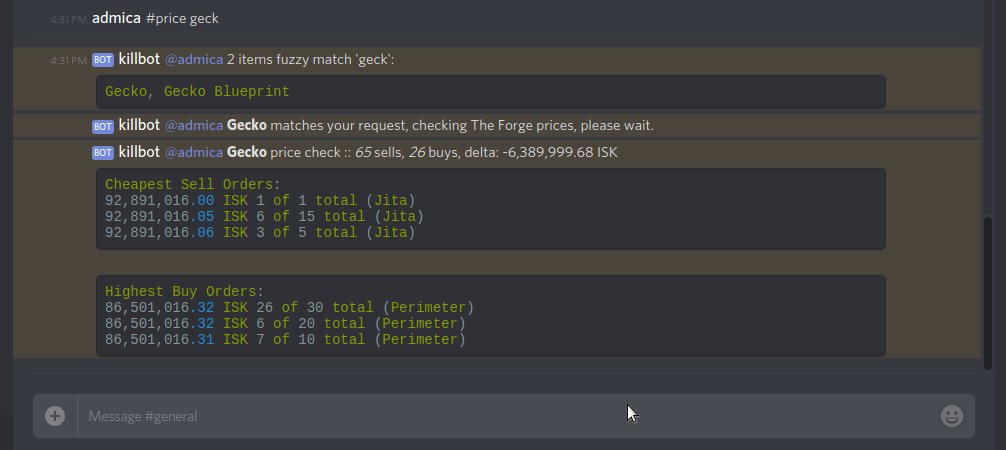 4:31 PM admica #price geck
4:31 PM BOT killbot @admica 2 items fuzzy match 'geck':
Gecko, Gecko Blueprint
BOT killbot @admica Gecko matches your request, checking The Forge prices, please wait.
BOT killbot @admica Gecko price check :: 65 sells, 26 buys, delta: -6,389,999.68 ISK
Cheapest Sell Orders:
92,891,016.00 ISK 1 of 1 total (Jita)
92,891,016.05 ISK 6 of 15 total (Jita)
92,891,016.06 ISK 3 of 5 total (Jita)
Highest Buy Orders:
86,501,016.32 ISK 26 of 30 total (Perimeter)
86,501,016.32 ISK 6 of 20 total (Perimeter)
86,501,016.31 ISK 7 of 10 total (Perimeter)
Message #general